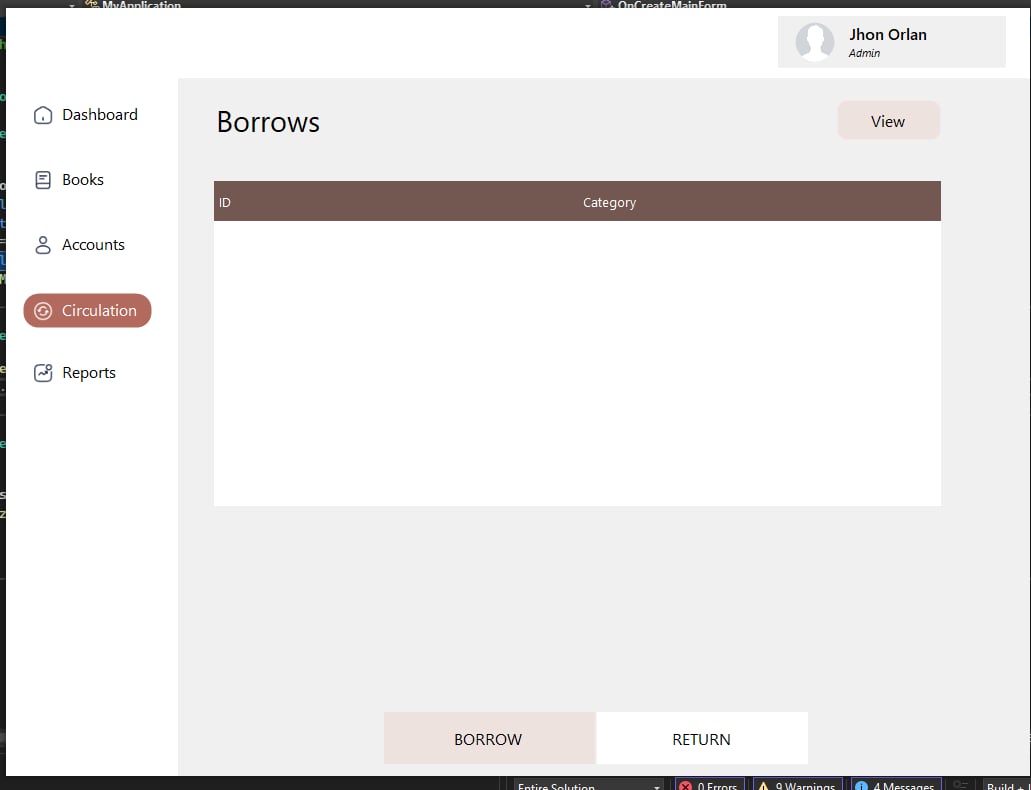 MyApplication
OnCreateMainForm
Jhon Orlan
Admin
Dashboard
Books
Accounts
Circulation
Reports
Borrows
View
ID
Category
BORROW
RETURN
Entire Solution
0 Errors
9 Warnings
4 Messages
Build +